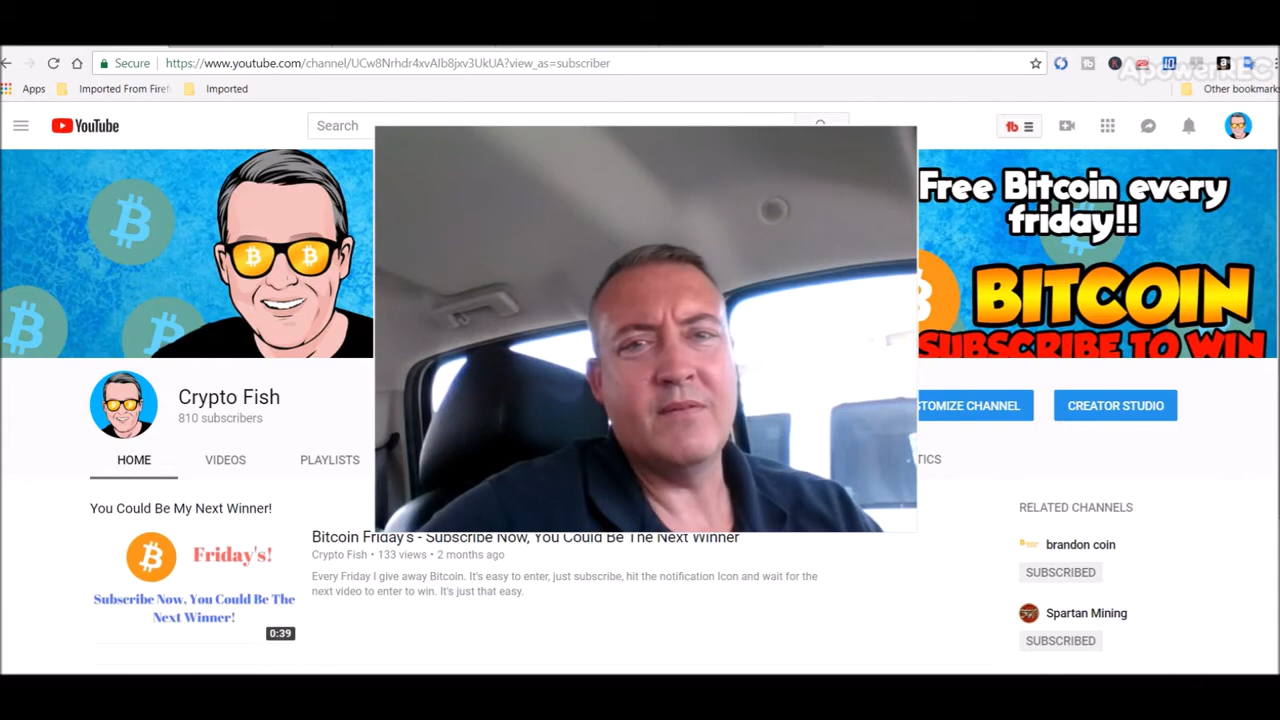 ApowerREC
Secure https://www.youtube.com/channel/UCw8Nrhdr4xvAIb8jxv3UkUA?view_as=subscriber
Apps Imported From Firef Imported Other bookmarks
YouTube Search
Free Bitcoin every
friday!!
BITCOIN
SUBSCRIBE TO WIN
Crypto Fish
810 subscribers
STOMIZE CHANNEL CREATOR STUDIO
HOME VIDEOS PLAYLISTS TICS
You Could Be My Next Winner!
Friday's!
Subscribe Now, You Could Be The
Next Winner!
0:39
Bitcoin Friday's - Subscribe Now, You Could Be The Next Winner
Crypto Fish • 133 views • 2 months ago
Every Friday I give away Bitcoin. It's easy to enter, just subscribe, hit the notification Icon and wait for the
next video to enter to win. It's just that easy.
RELATED CHANNELS
brandon coin
SUBSCRIBED
Spartan Mining
SUBSCRIBED